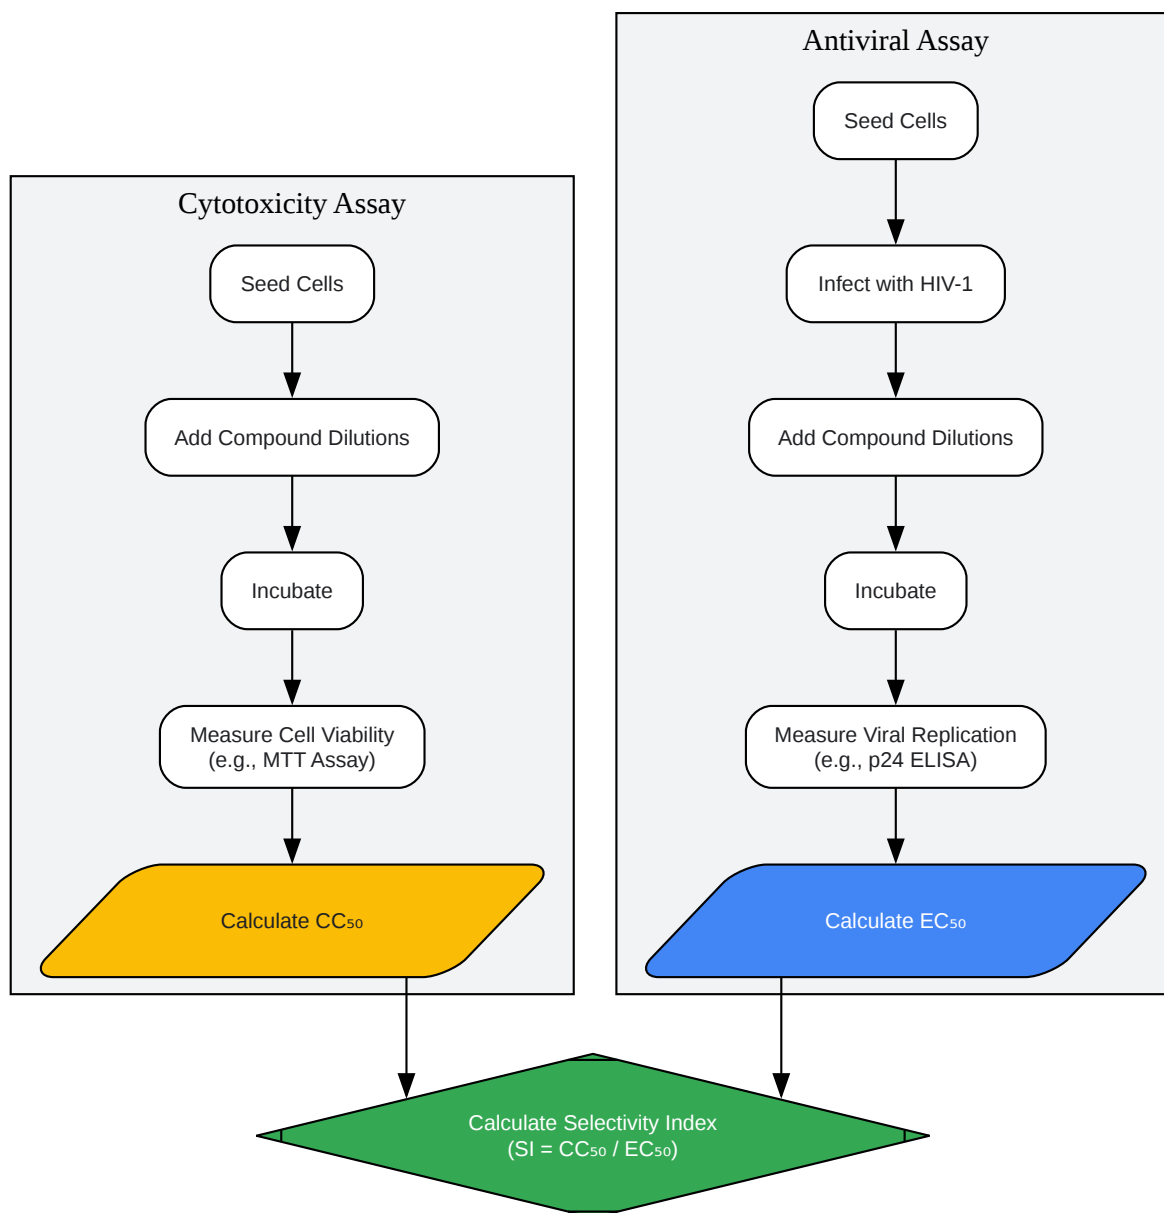 Cytotoxicity Assay
Seed Cells
Add Compound Dilutions
Incubate
Measure Cell Viability
(e.g., MTT Assay)
Calculate CC₅₀
Antiviral Assay
Seed Cells
Infect with HIV-1
Add Compound Dilutions
Incubate
Measure Viral Replication
(e.g., p24 ELISA)
Calculate EC₅₀
Calculate Selectivity Index
(SI = CC₅₀ / EC₅₀)